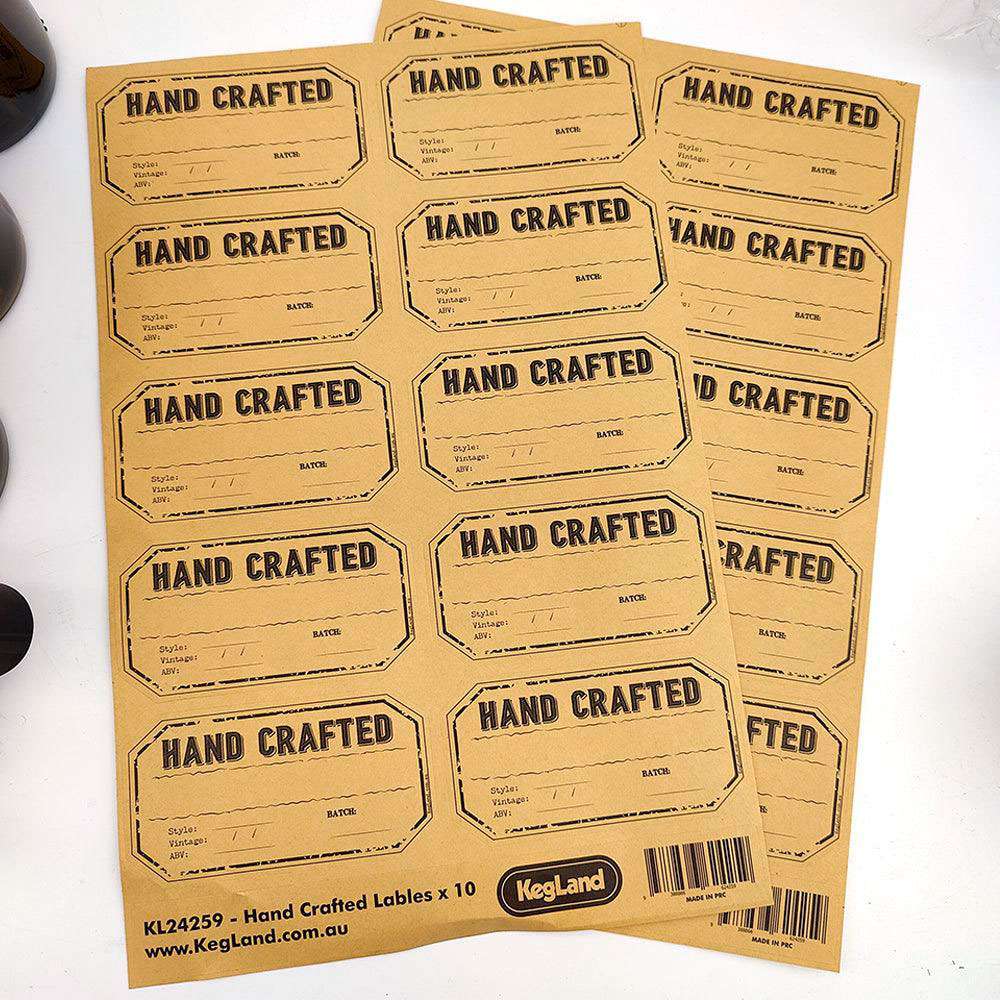 HAND CRAFTED
Style:
Vintage: / /
ABV:
BATCH:
HAND CRAFTED
Style:
Vintage: / /
ABV:
BATCH:
HAND CRAFTED
Style:
Vintage: / /
ABV:
BATCH:
HAND CRAFTED
Style:
Vintage: / /
ABV:
BATCH:
HAND CRAFTED
Style:
Vintage: / /
ABV:
BATCH:
HAND CRAFTED
Style:
Vintage: / /
ABV:
BATCH:
HAND CRAFTED
Style:
Vintage: / /
ABV:
BATCH:
HAND CRAFTED
Style:
Vintage: / /
ABV:
BATCH:
HAND CRAFTED
Style:
Vintage: / /
ABV:
BATCH:
HAND CRAFTED
Style:
Vintage: / /
ABV:
BATCH:
KL24259 - Hand Crafted Lables x 10
www.KegLand.com.au
KegLand
624259
MADE IN PRC
HAND CRAFTED
Style:
Vintage: / /
ABV:
BATCH:
HAND CRAFTED
BATCH:
CRAFTED
BATCH:
CRAFTED
BATCH:
624259
MADE IN PRC